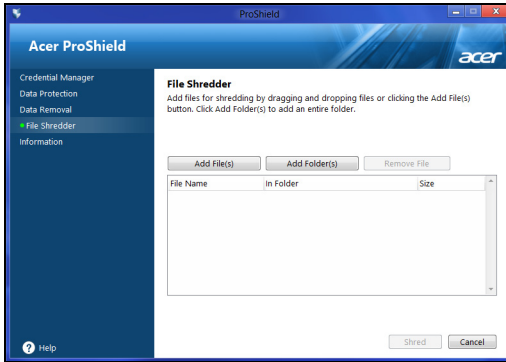 ProShield
Acer ProShield
acer
Credential Manager
Data Protection
Data Removal
File Shredder
Information
Help
File Shredder
Add files for shredding by dragging and dropping files or clicking the Add File(s)
button. Click Add Folder(s) to add an entire folder.
Add File(s) Add Folder(s) Remove File
File Name In Folder Size
Shred Cancel